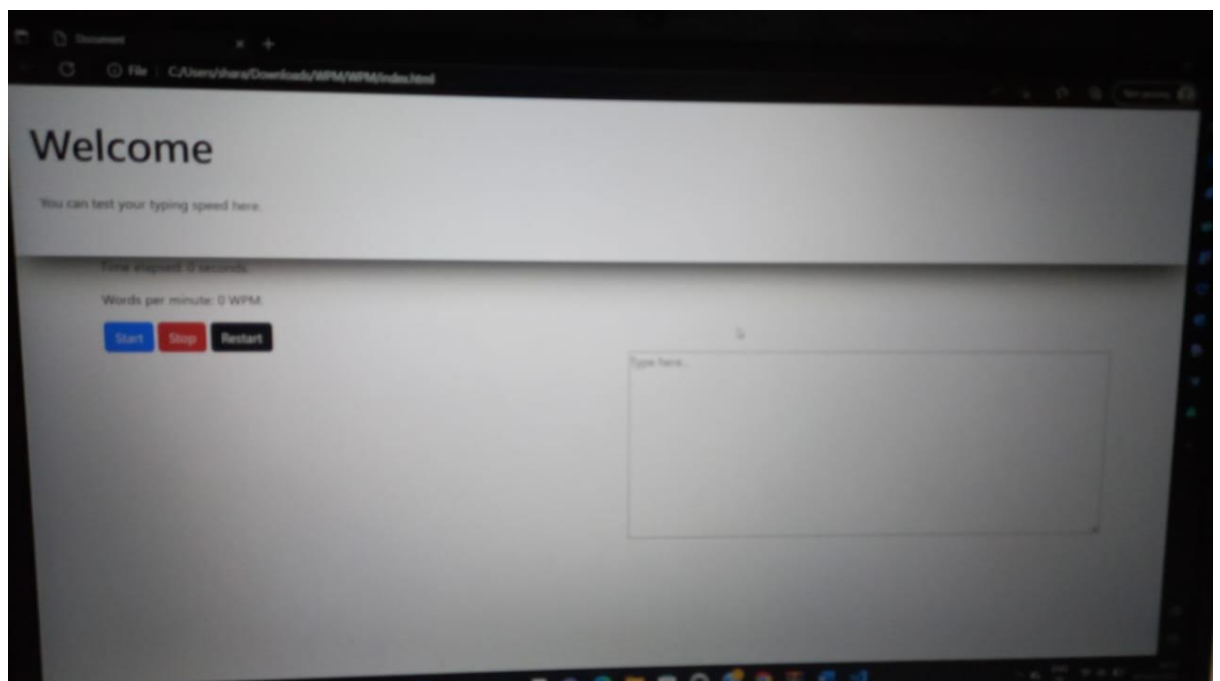 Document
File C:/Users/shara/Downloads/WPM/WPM/index.html
Welcome
You can test your typing speed here.
Time elapsed: 0 seconds.
Words per minute: 0 WPM
Start Stop Restart
Type here...